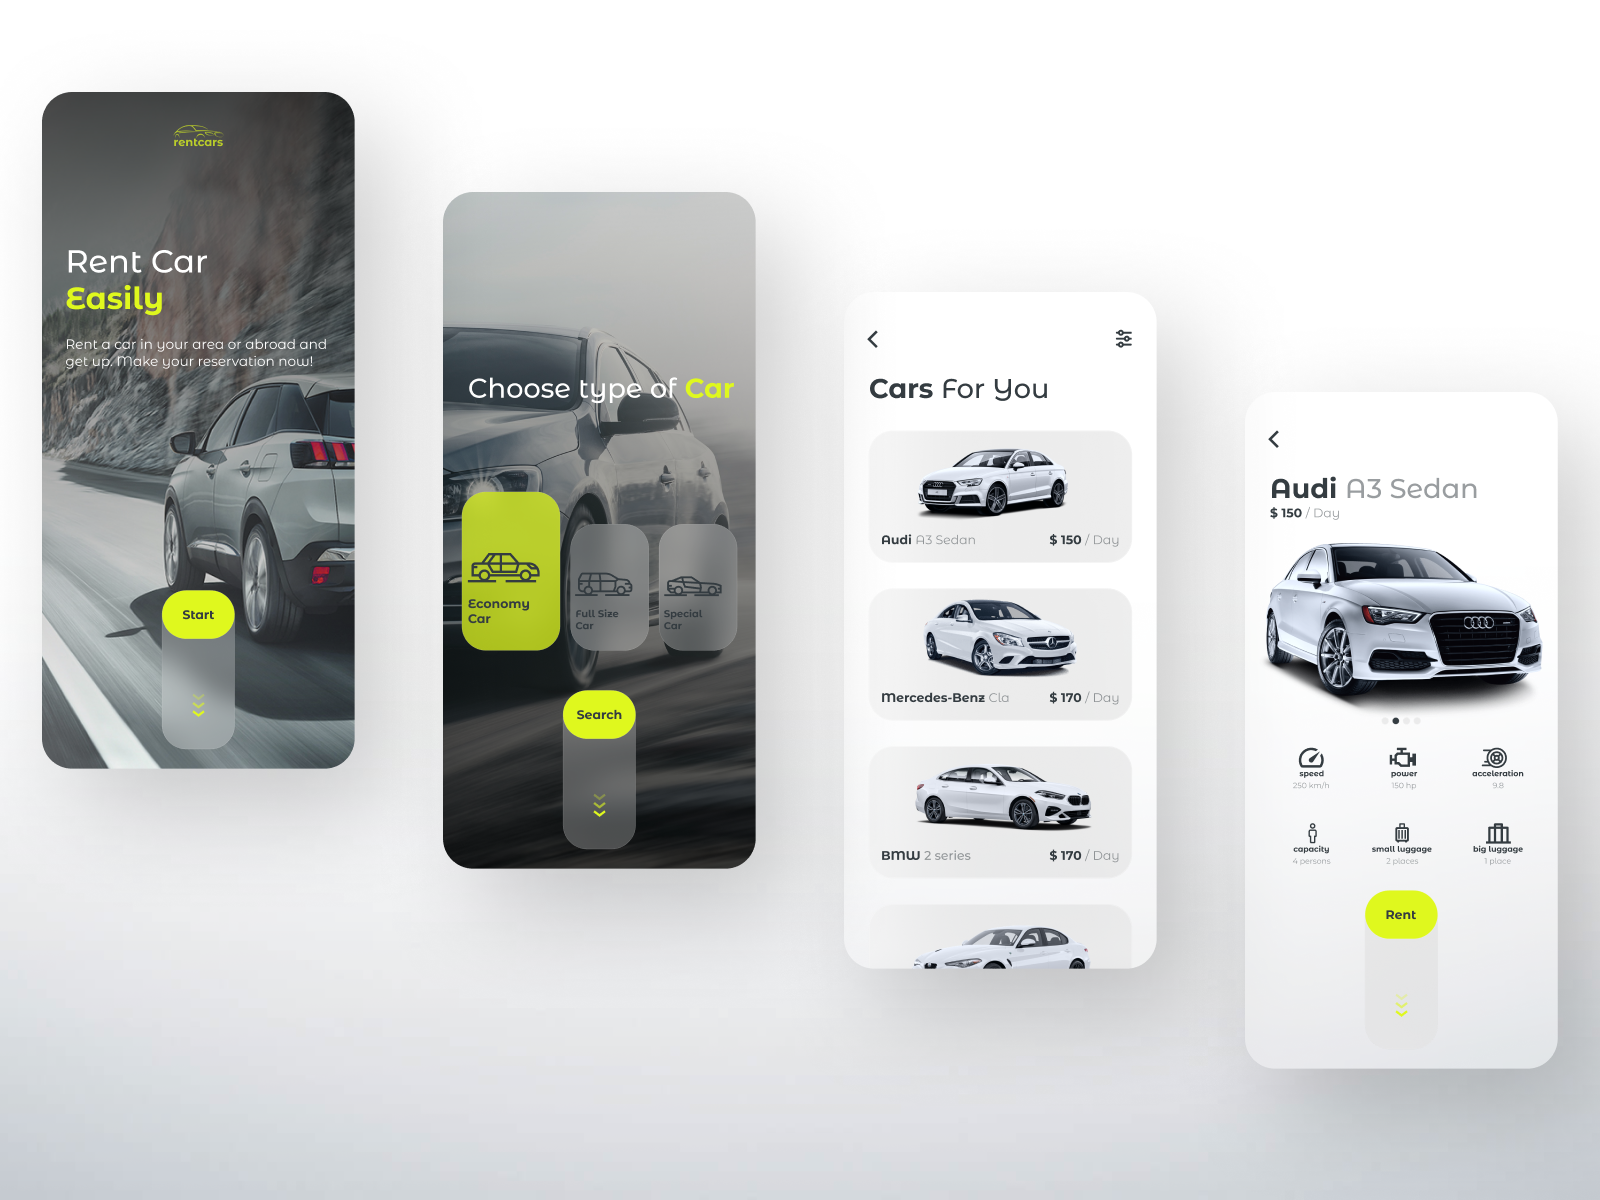 rentcars
Rent Car
Easily
Rent a car in your area or abroad and
get up. Make your reservation now!
Start
Choose type of Car
Economy
Car
Full Size
Car
Special
Car
Search
Cars For You
Audi A3 Sedan
$ 150 / Day
Mercedes-Benz Cla
$ 170 / Day
BMW 2 series
$ 170 / Day
Audi A3 Sedan
$ 150 / Day
speed
250 km/h
power
150 hp
acceleration
9.8
capacity
4 persons
small luggage
2 places
big luggage
1 place
Rent